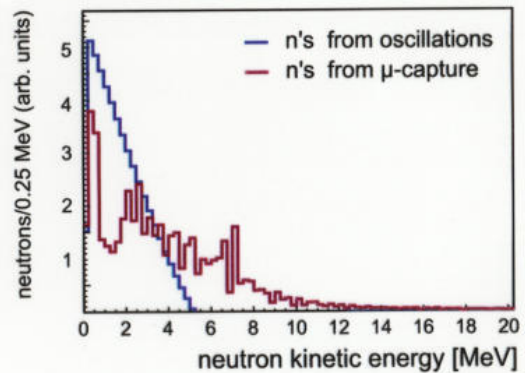 neutrons/0.25 MeV (arb. units)
5
4
3
2
1
n's from oscillations
n's from μ-capture
0 2 4 6 8 10 12 14 16 18 20
neutron kinetic energy [MeV]